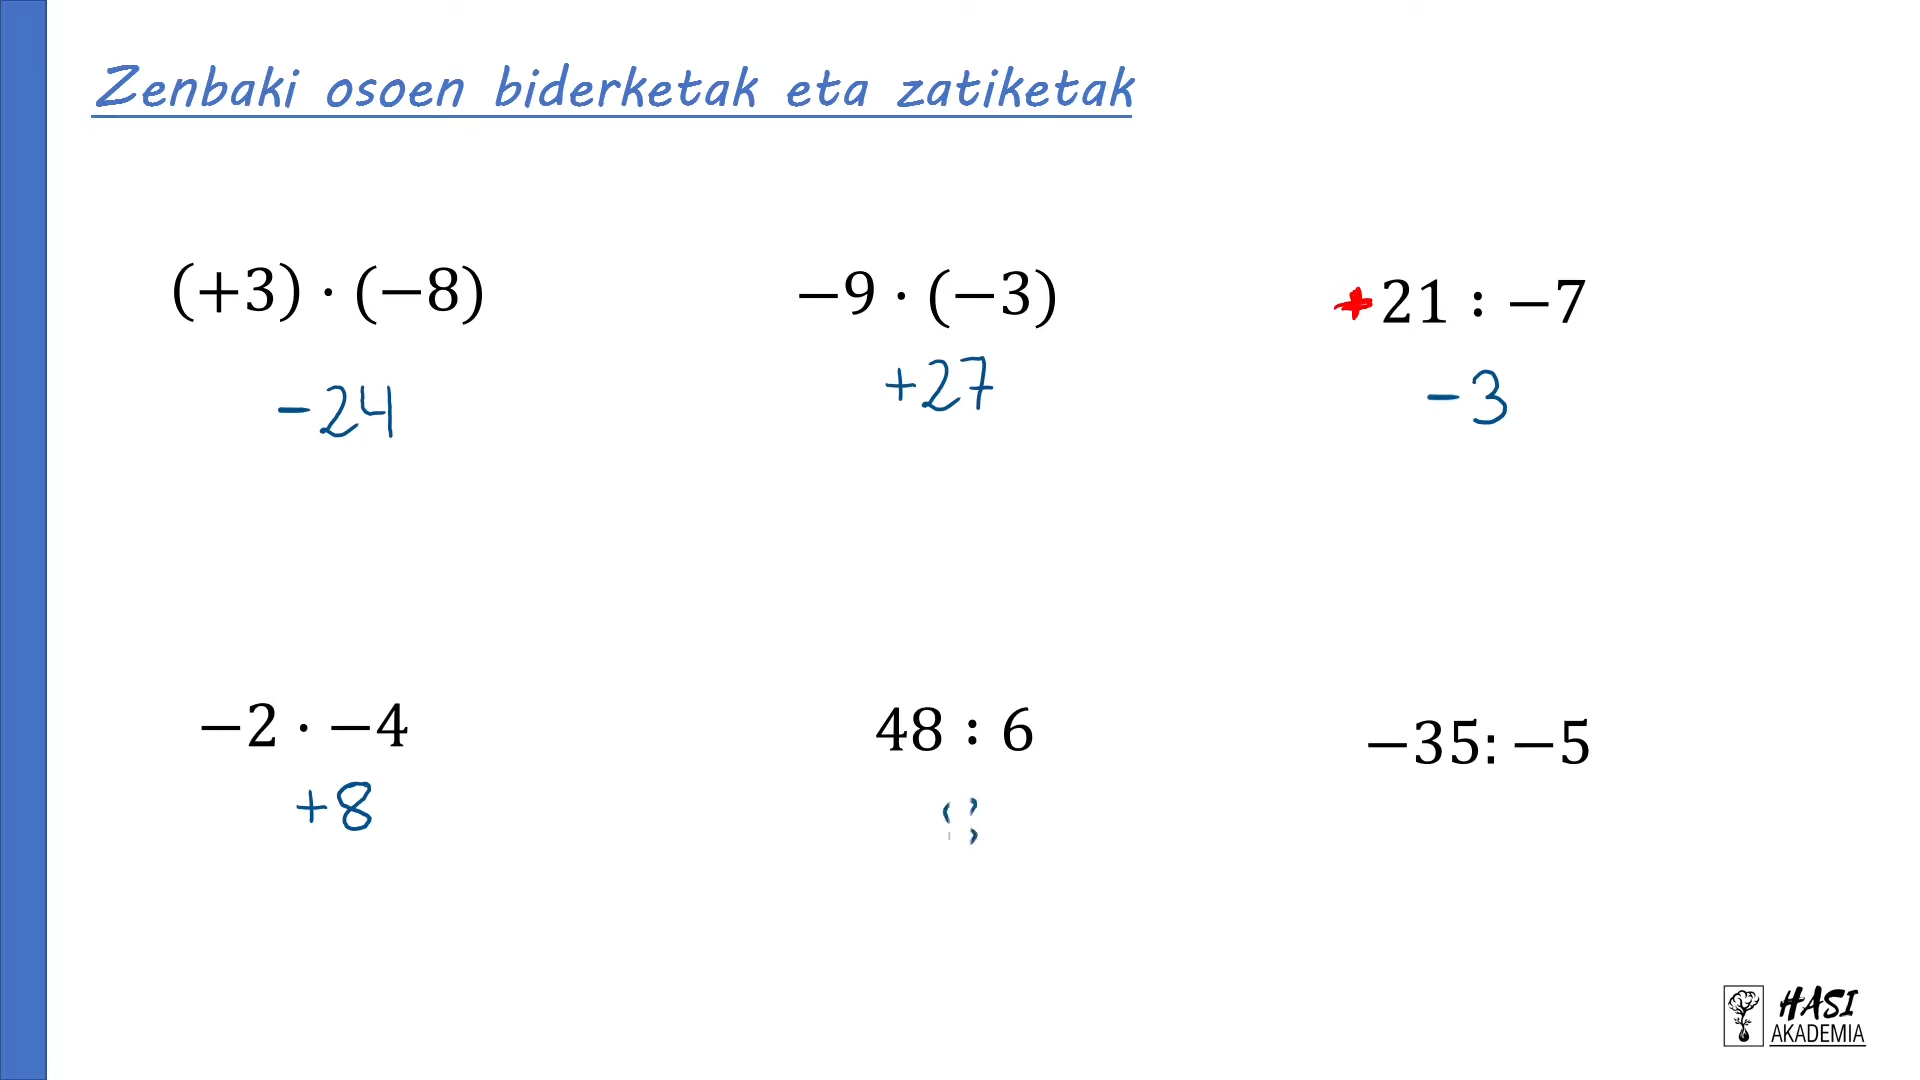 Zenbaki osoen biderketak eta zatiketak
(+3) · (−8)
−9 · (−3)
+21 : −7
-24
+27
-3
−2 · −4
48 : 6
−35: −5
+8
HASI
AKADEMIA